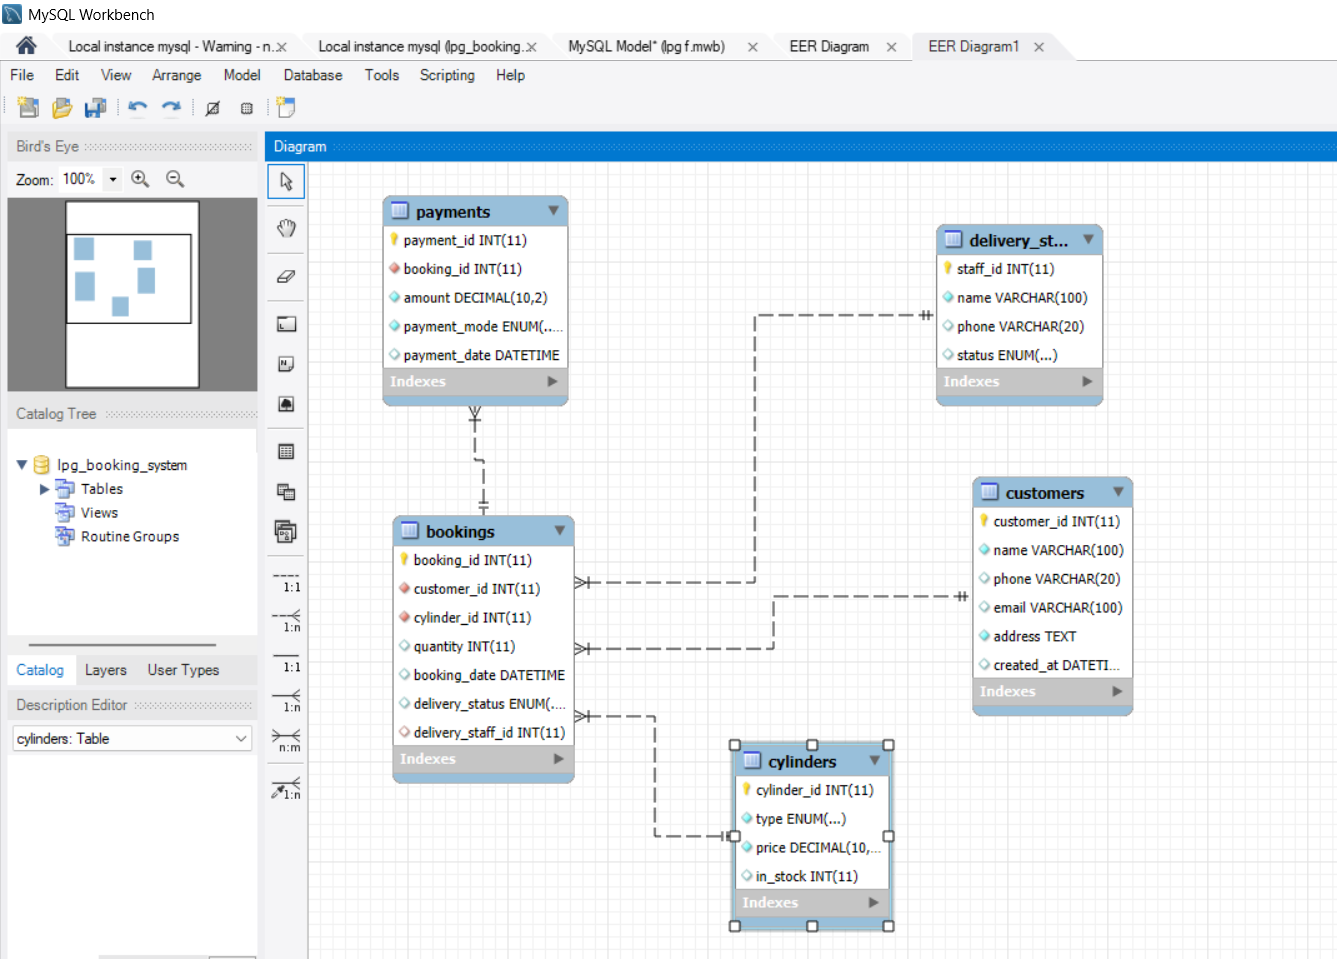 MySQL Workbench
Local instance mysql - Warning - n...
Local instance mysql (lpg_booking...
MySQL Model* (lpg f.mwb)
EER Diagram
EER Diagram1
File Edit View Arrange Model Database Tools Scripting Help
Bird's Eye
Zoom: 100%
Catalog Tree
lpg_booking_system
Tables
Views
Routine Groups
Catalog Layers User Types
Description Editor
cylinders: Table
Diagram
1:1
1:n
1:1
1:n
n:m
1:n
payments
payment_id INT(11)
booking_id INT(11)
amount DECIMAL(10,2)
payment_mode ENUM(.....
payment_date DATETIME
Indexes
delivery_st...
staff_id INT(11)
name VARCHAR(100)
phone VARCHAR(20)
status ENUM(...)
Indexes
bookings
booking_id INT(11)
customer_id INT(11)
cylinder_id INT(11)
quantity INT(11)
booking_date DATETIME
delivery_status ENUM(....
delivery_staff_id INT(11)
Indexes
customers
customer_id INT(11)
name VARCHAR(100)
phone VARCHAR(20)
email VARCHAR(100)
address TEXT
created_at DATETI...
Indexes
cylinders
cylinder_id INT(11)
type ENUM(...)
price DECIMAL(10,...
in_stock INT(11)
Indexes